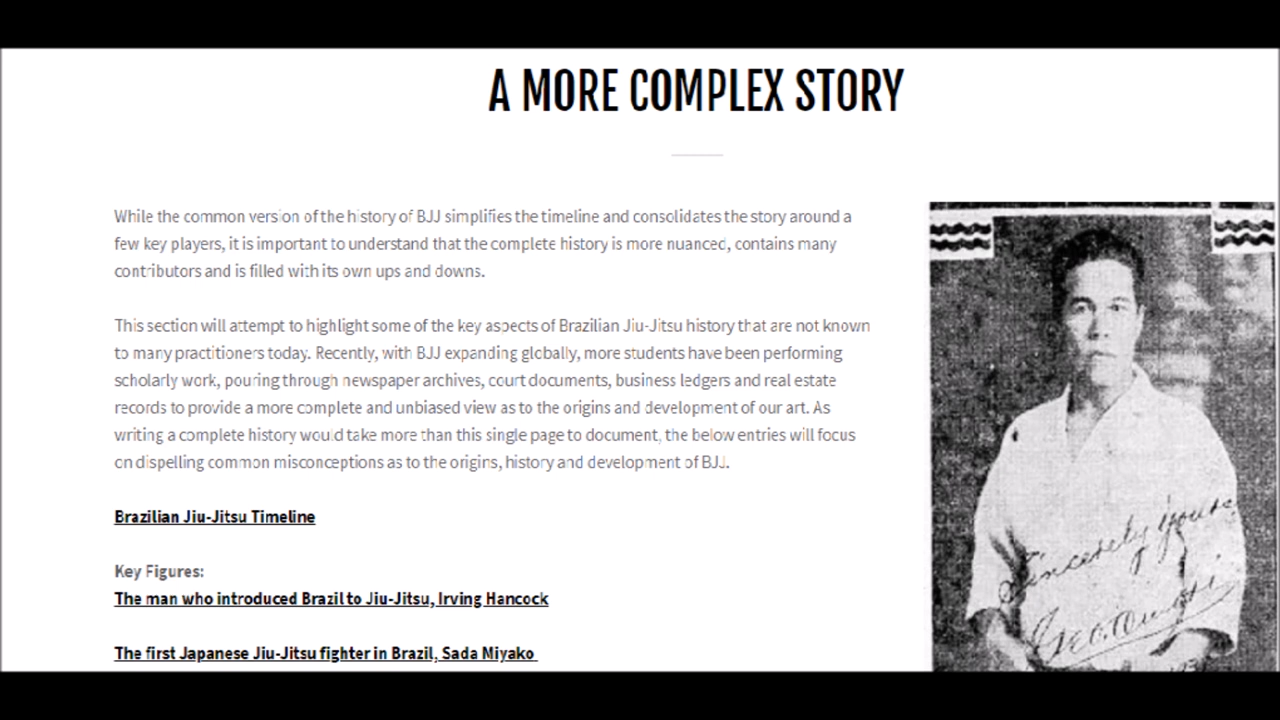 A MORE COMPLEX STORY
While the common version of the history of BJJ simplifies the timeline and consolidates the story around a
few key players, it is important to understand that the complete history is more nuanced, contains many
contributors and is filled with its own ups and downs.
This section will attempt to highlight some of the key aspects of Brazilian Jiu-Jitsu history that are not known
to many practitioners today. Recently, with BJJ expanding globally, more students have been performing
scholarly work, pouring through newspaper archives, court documents, business ledgers and real estate
records to provide a more complete and unbiased view as to the origins and development of our art. As
writing a complete history would take more than this single page to document, the below entries will focus
on dispelling common misconceptions as to the origins, history and development of BJJ.
Brazilian Jiu-Jitsu Timeline
Key Figures:
The man who introduced Brazil to Jiu-Jitsu, Irving Hancock
The first Japanese Jiu-Jitsu fighter in Brazil, Sada Miyako
Sincerely Yours